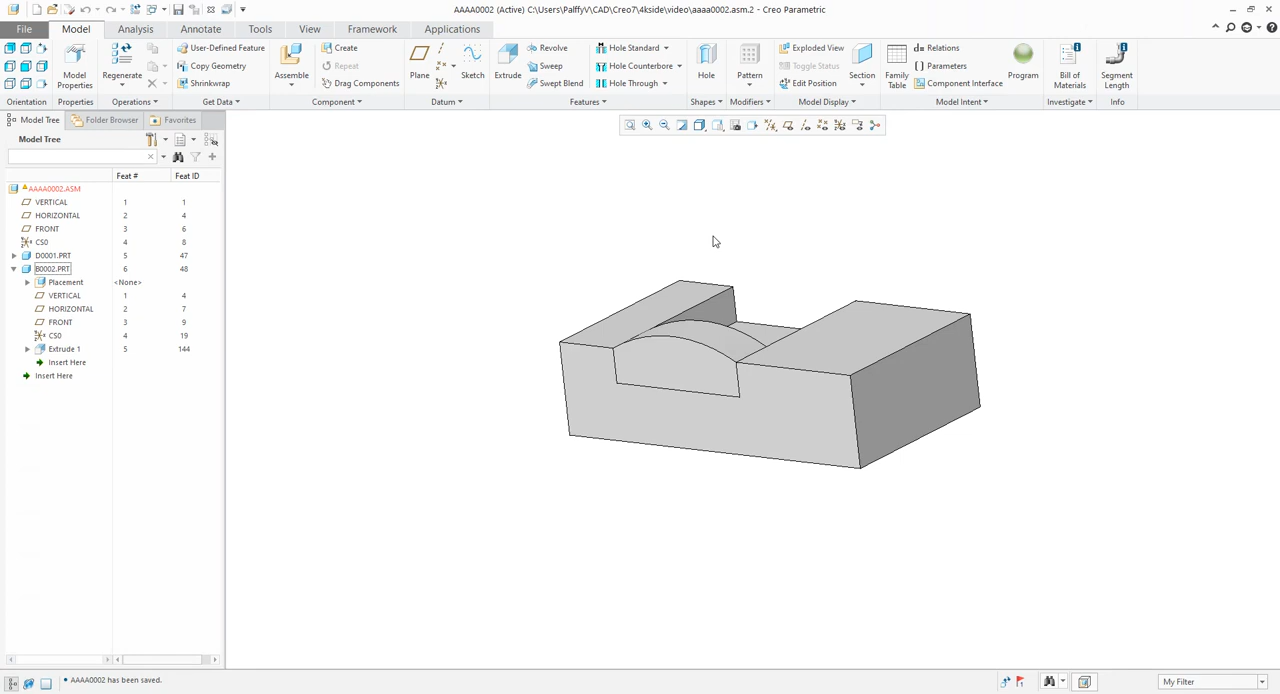 AAAA0002 (Active) C:\Users\PalffyV\CAD\Creo7\4kside\video\aaaa0002.asm.2 - Creo Parametric
File Model Analysis Annotate Tools View Framework Applications
User-Defined Feature Create Revolve Hole Standard Exploded View Relations
Copy Geometry Repeat Sweep Hole Counterbore Toggle Status Parameters
Model Properties Regenerate Shrinkwrap Assemble Drag Components Plane Sketch Extrude Swept Blend Hole Through Hole Pattern Edit Position Section Family Table Component Interface Program Bill of Materials Segment Length
Orientation Properties Operations Get Data Component Datum Features Shapes Modifiers Model Display Model Intent Investigate Info
Model Tree Folder Browser Favorites
Model Tree
Feat # Feat ID
AAAA0002.ASM
VERTICAL 1 1
HORIZONTAL 2 4
FRONT 3 6
CS0 4 8
D0001.PRT 5 47
B0002.PRT 6 48
Placement <None>
VERTICAL 1 4
HORIZONTAL 2 7
FRONT 3 9
CS0 4 19
Extrude 1 5 144
Insert Here
Insert Here
AAAA0002 has been saved.
My Filter